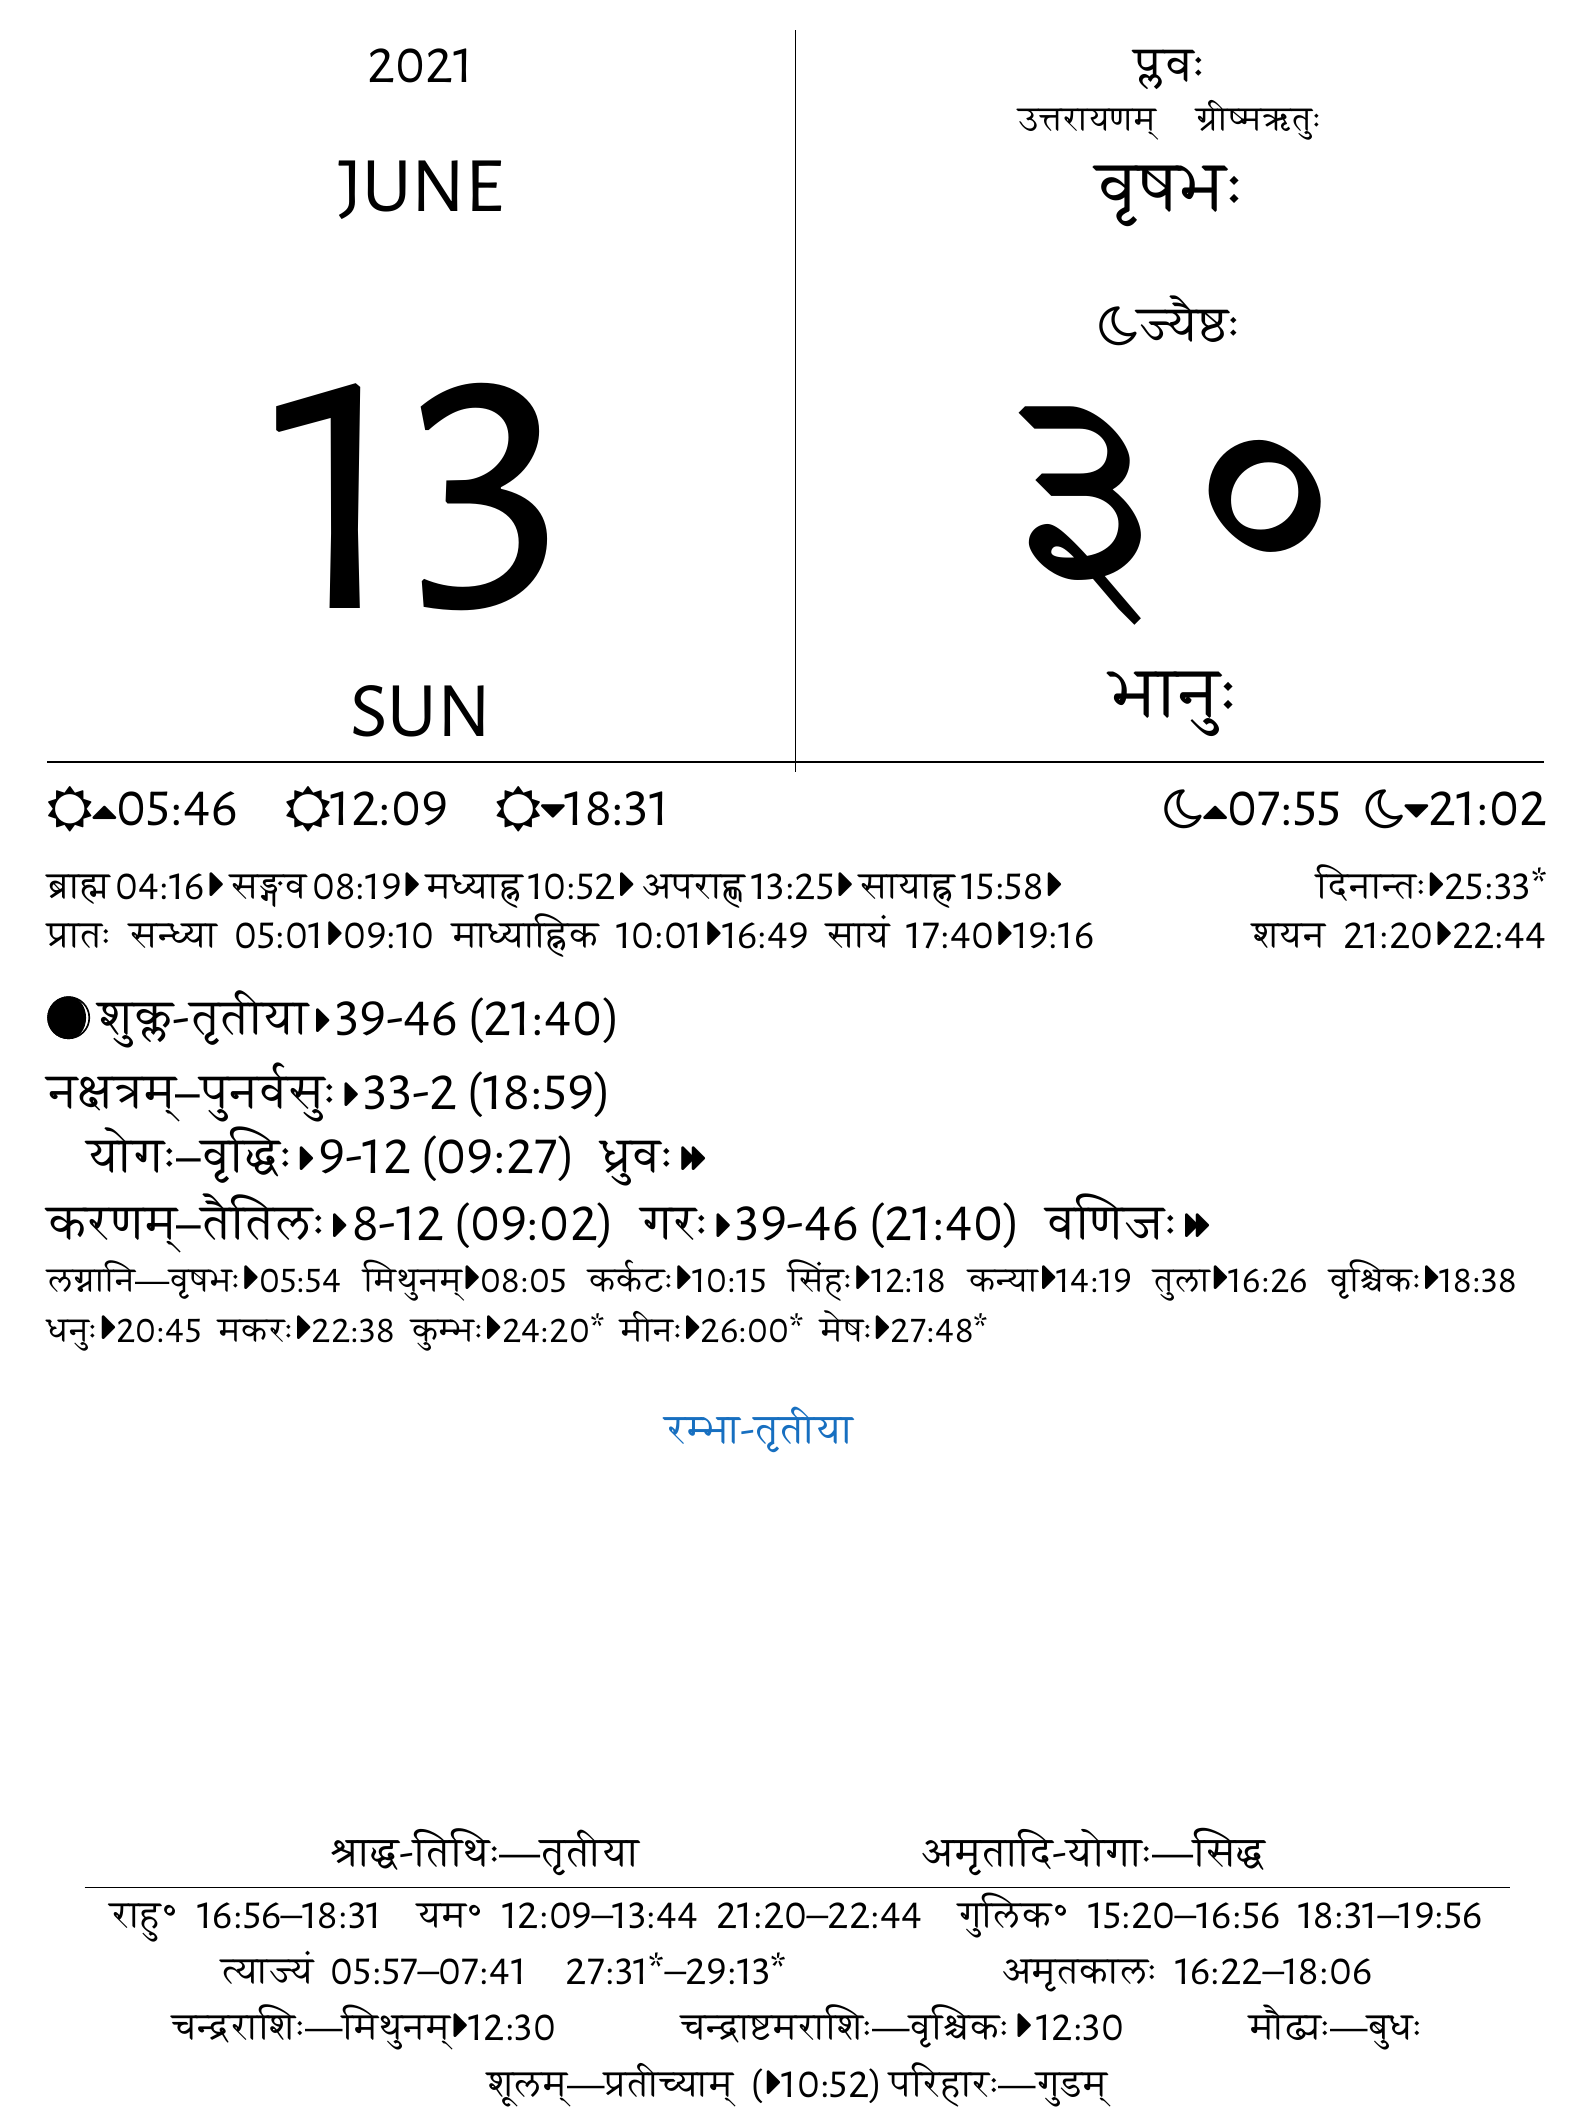 2021
JUNE
13
SUN
प्लवः
उत्तरायणम् ग्रीष्मऋतुः
वृषभः
ज्यैष्ठः
३०
भानुः
05:46 12:09 18:31 07:55 21:02
ब्राह्म 04:16 सङ्गव 08:19 मध्याह्न 10:52 अपराह्ण 13:25 सायाह्न 15:58 दिनान्तः 25:33*
प्रातः सन्ध्या 05:01 09:10 माध्याह्निक 10:01 16:49 सायं 17:40 19:16 शयन 21:20 22:44
शुक्ल-तृतीया 39-46 (21:40)
नक्षत्रम्–पुनर्वसुः 33-2 (18:59)
योगः–वृद्धिः 9-12 (09:27) ध्रुवः
करणम्–तैतिलः 8-12 (09:02) गरः 39-46 (21:40) वणिजः
लग्नानि—वृषभः 05:54 मिथुनम् 08:05 कर्कटः 10:15 सिंहः 12:18 कन्या 14:19 तुला 16:26 वृश्चिकः 18:38
धनुः 20:45 मकरः 22:38 कुम्भः 24:20* मीनः 26:00* मेषः 27:48*
रम्भा-तृतीया
श्राद्ध-तिथिः—तृतीया अमृतादि-योगाः—सिद्ध
राहु° 16:56–18:31 यम° 12:09–13:44 21:20–22:44 गुलिक° 15:20–16:56 18:31–19:56
त्याज्यं 05:57–07:41 27:31*–29:13* अमृतकालः 16:22–18:06
चन्द्रराशिः—मिथुनम् 12:30 चन्द्राष्टमराशिः—वृश्चिकः 12:30 मौढ्यः—बुधः
शूलम्—प्रतीच्याम् (10:52) परिहारः—गुडम्